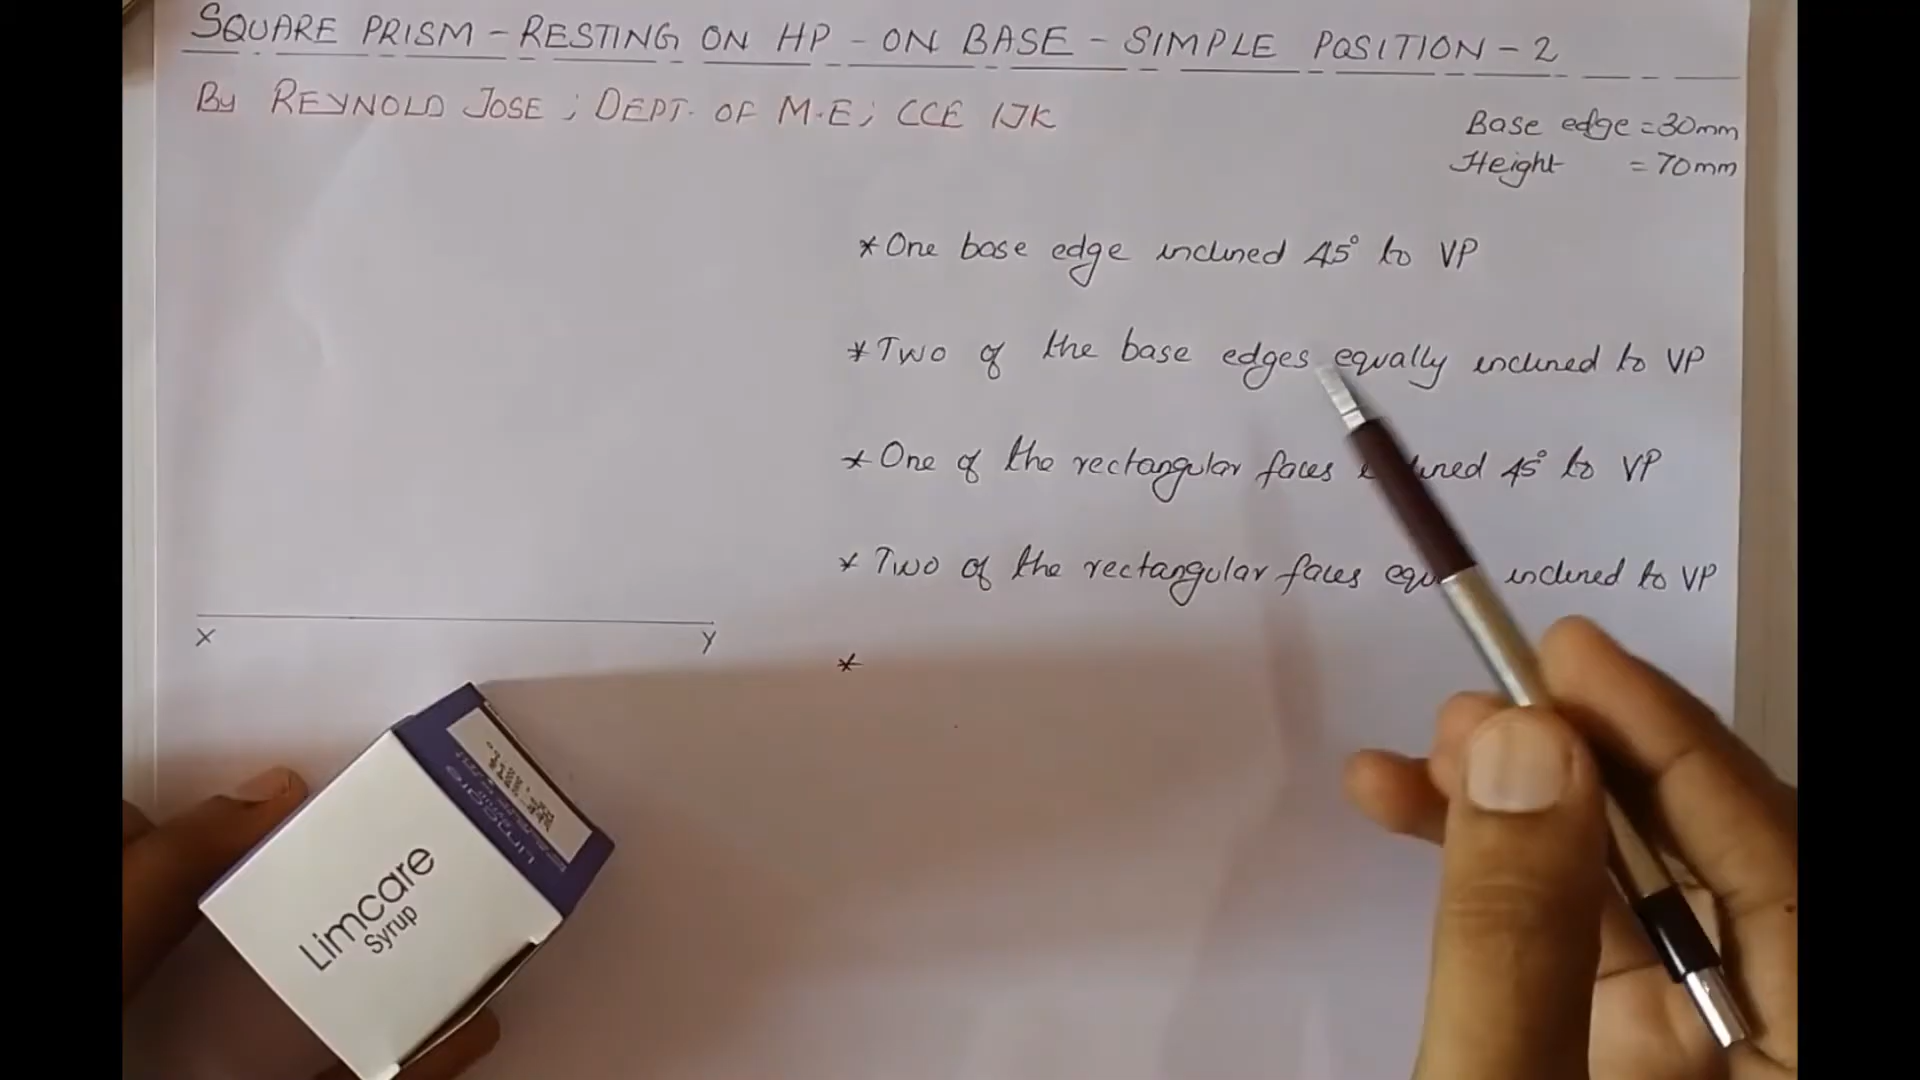 SQUARE PRISM - RESTING ON HP - ON BASE - SIMPLE POSITION - 2
By REYNOLD JOSE ; DEPT. OF M.E ; CCE IJK
Base edge = 30mm
Height = 70mm
* One base edge inclined 45° to VP
* Two of the base edges equally inclined to VP
* One of the rectangular faces inclined 45° to VP
* Two of the rectangular faces equ inclined to VP
X Y
*
Limcare
Syrup